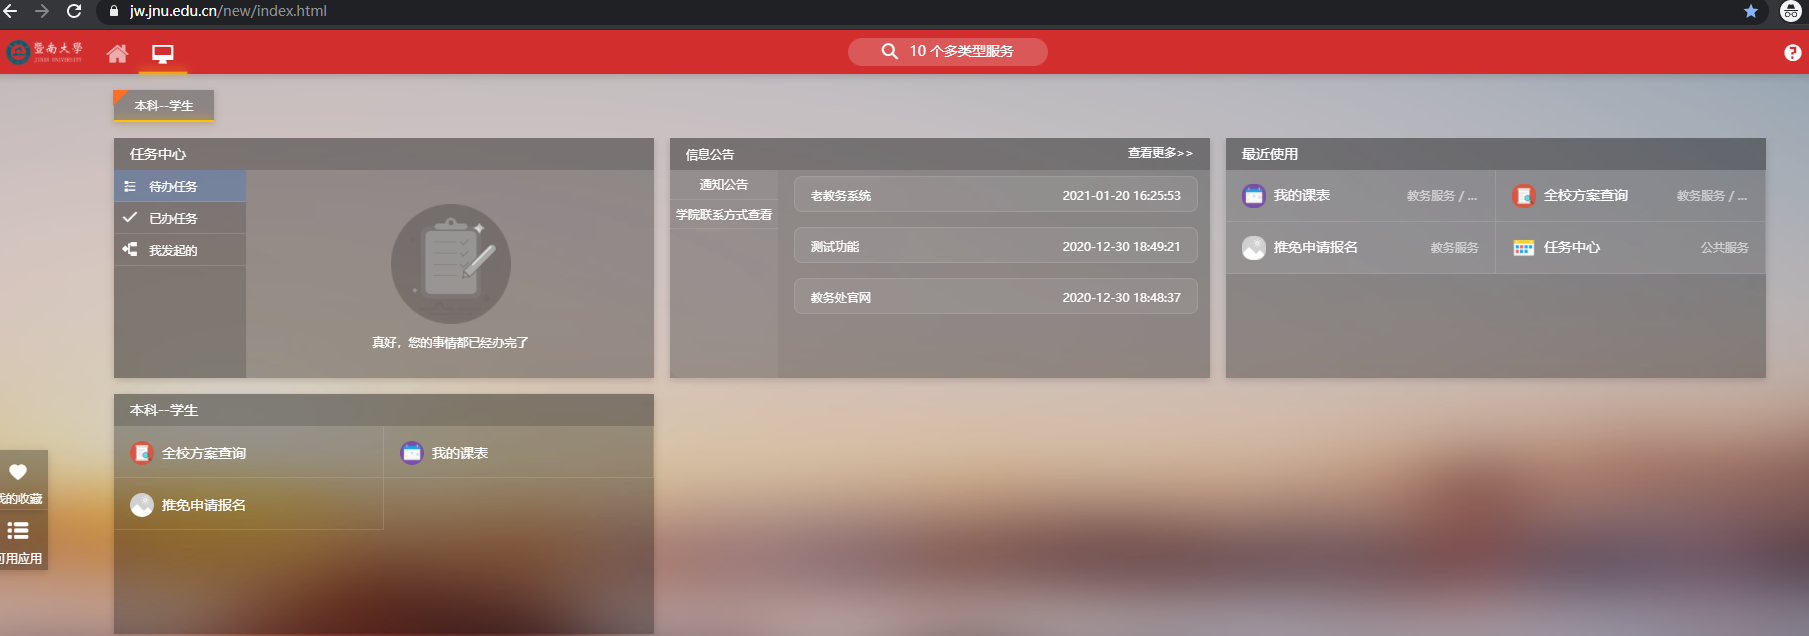 jw.jnu.edu.cn/new/index.html
暨南大學
JINAN UNIVERSITY
10 个多类型服务
本科--学生
任务中心
待办任务
已办任务
我发起的
真好，您的事情都已经办完了
信息公告
查看更多>>
通知公告
学院联系方式查看
老教务系统 2021-01-20 16:25:53
测试功能 2020-12-30 18:49:21
教务处官网 2020-12-30 18:48:37
最近使用
我的课表 教务服务 / ...
全校方案查询 教务服务 / ...
推免申请报名 教务服务
任务中心 公共服务
本科--学生
全校方案查询
我的课表
推免申请报名
我的收藏
可用应用